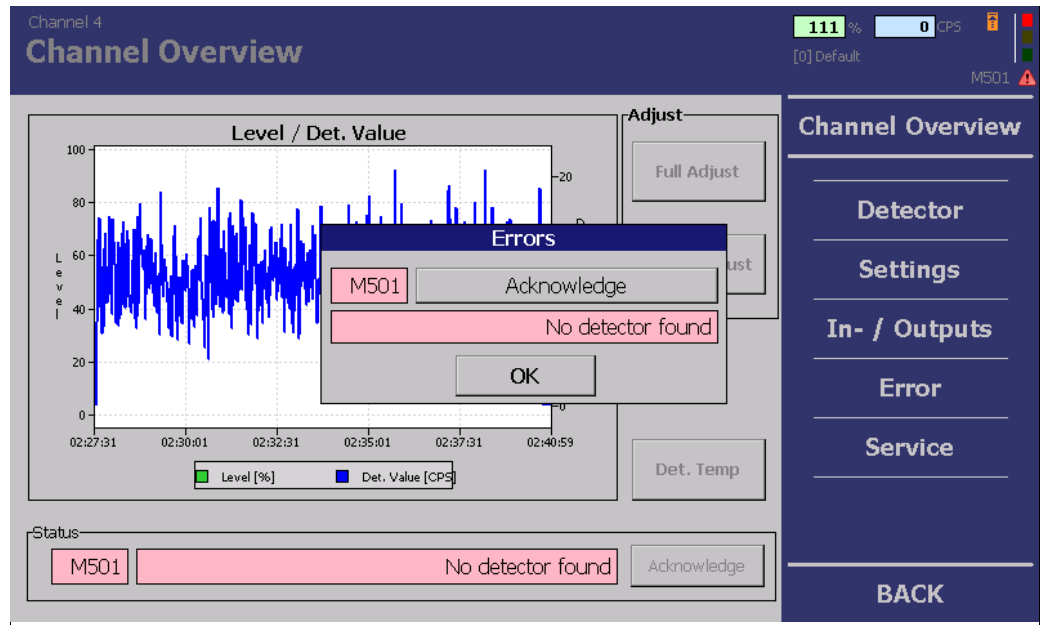 Channel 4
Channel Overview
111 % 0 CPS
[0] Default
M501
Channel Overview
Detector
Settings
In- / Outputs
Error
Service
BACK
Level / Det. Value
100
80
60
40
20
0
Level
20
0
02:27:31 02:30:01 02:32:31 02:35:01 02:37:31 02:40:59
Level [%] Det. Value [CPS]
Adjust
Full Adjust
ust
Det. Temp
Errors
M501 Acknowledge
No detector found
OK
Status
M501 No detector found Acknowledge